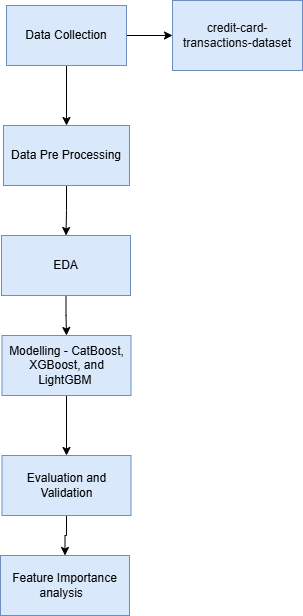 Data Collection
credit-card-
transactions-dataset
Data Pre Processing
EDA
Modelling - CatBoost,
XGBoost, and
LightGBM
Evaluation and
Validation
Feature Importance
analysis